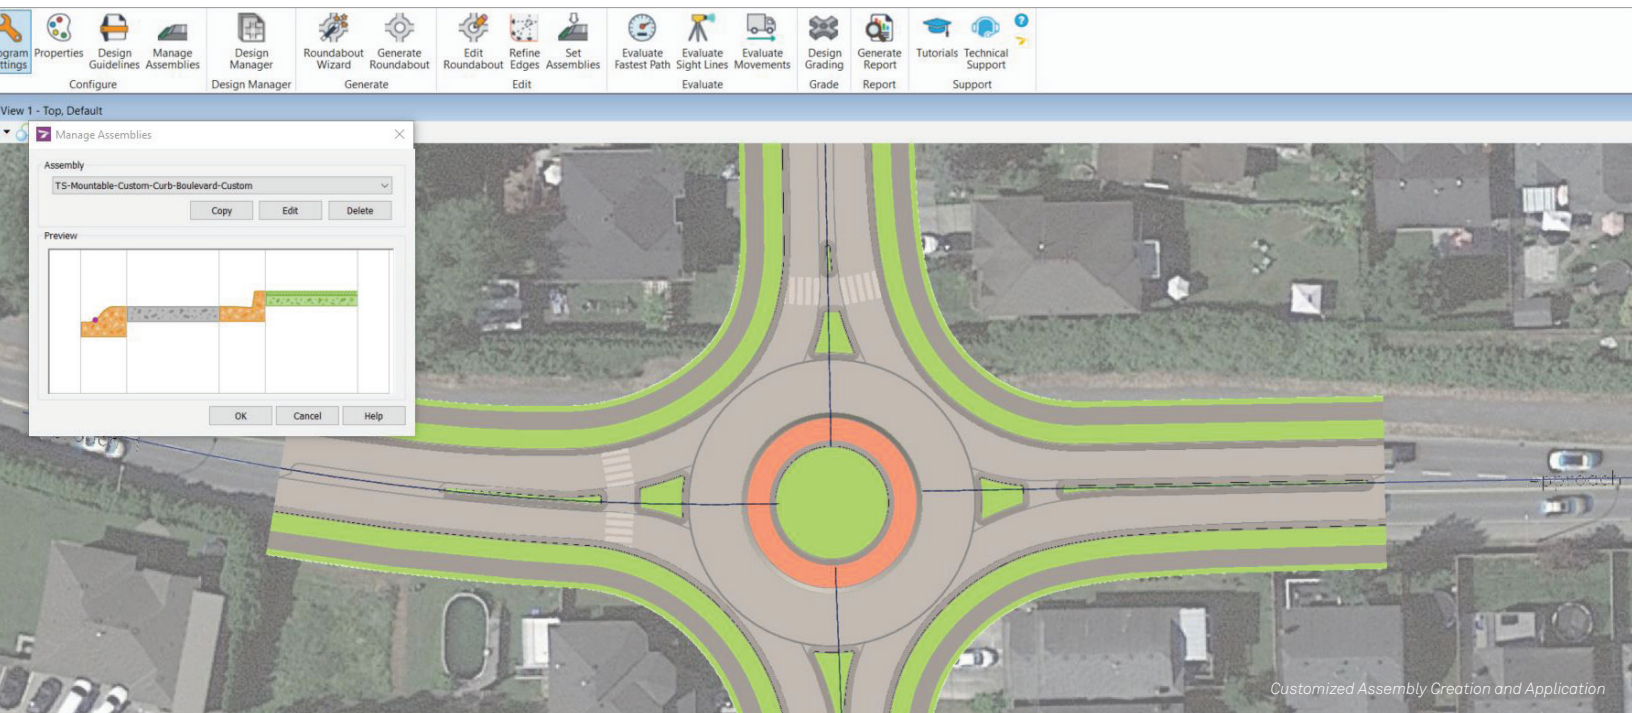 Properties
Design Guidelines
Manage Assemblies
Configure
Design Manager
Design Manager
Roundabout Wizard
Generate Roundabout
Generate
Edit Roundabout
Refine Edges
Set Assemblies
Edit
Evaluate Fastest Path
Evaluate Sight Lines
Evaluate Movements
Evaluate
Design Grading
Grade
Generate Report
Report
Tutorials
Technical Support
?
Support
View 1 - Top, Default
Manage Assemblies
Assembly
TS-Mountable-Custom-Curb-Boulevard-Custom
Copy
Edit
Delete
Preview
OK
Cancel
Help
Customized Assembly Creation and Application